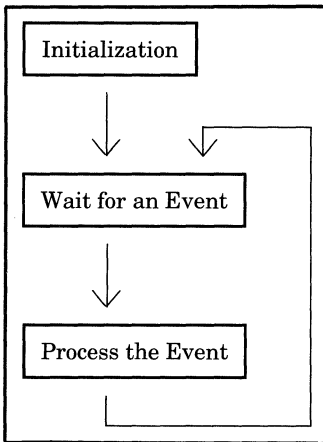 Initialization
Wait for an Event
Process the Event